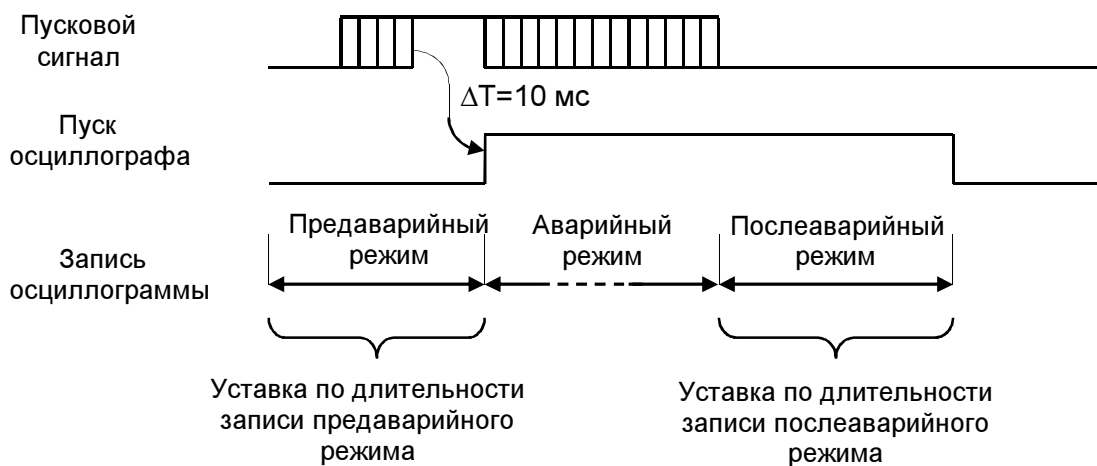 Пусковой
сигнал
ΔT=10 мс
Пуск
осциллографа
Предаварийный
режим
Аварийный
режим
Послеаварийный
режим
Запись
осциллограммы
Уставка по длительности
записи предаварийного
режима
Уставка по длительности
записи послеаварийного
режима